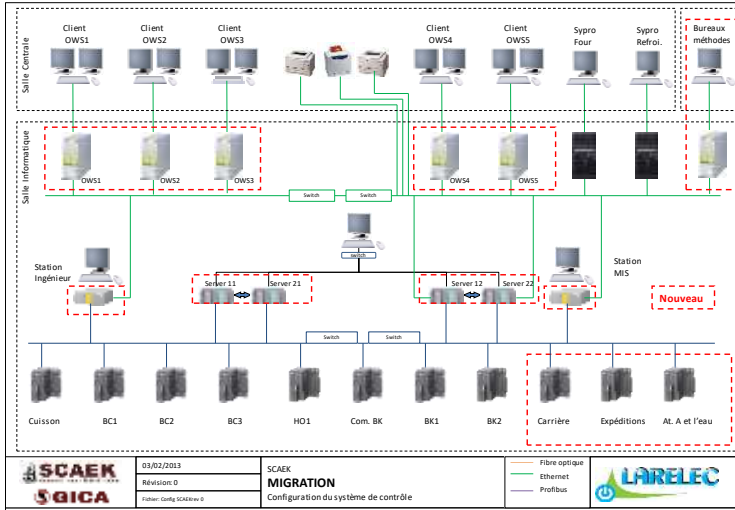 Salle Centrale
Client
OWS1
Client
OWS2
Client
OWS3
Client
OWS4
Client
OWS5
Sypro
Four
Sypro
Refroi.
Bureaux
méthodes
Salle Informatique
OWS1
OWS2
OWS3
OWS4
OWS5
Switch
Switch
switch
Station
Ingénieur
Server 11
Server 21
Server 12
Server 22
Station
MIS
Nouveau
Switch
Switch
Cuisson
BC1
BC2
BC3
HO1
Com. BK
BK1
BK2
Carrière
Expéditions
At. A et l'eau
SCAEK
GICA
03/02/2013
Révision: 0
Fichier: Config SCAEKrev. 0
SCAEK
MIGRATION
Configuration du système de contrôle
Fibre optique
Ethernet
Profibus
LARELEC